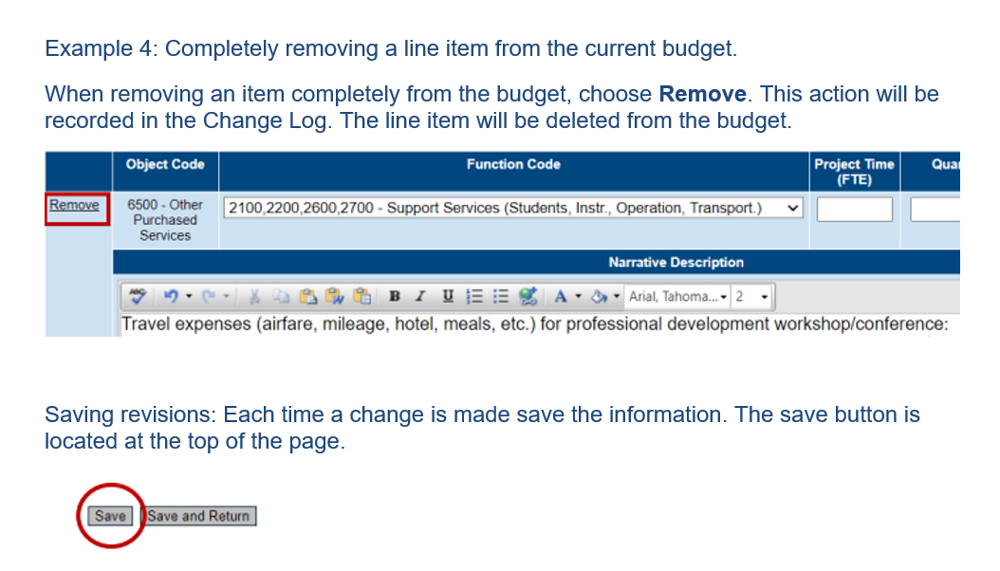 Example 4: Completely removing a line item from the current budget.
When removing an item completely from the budget, choose Remove. This action will be
recorded in the Change Log. The line item will be deleted from the budget.
Object Code
Function Code
Project Time
(FTE)
Remove
6500 - Other
Purchased
Services
2100,2200,2600,2700 - Support Services (Students, Instr., Operation, Transport.)
Narrative Description
ABC
B I U A Arial, Tahoma... 2
Travel expenses (airfare, mileage, hotel, meals, etc.) for professional development workshop/conference:
Saving revisions: Each time a change is made save the information. The save button is
located at the top of the page.
Save Save and Return